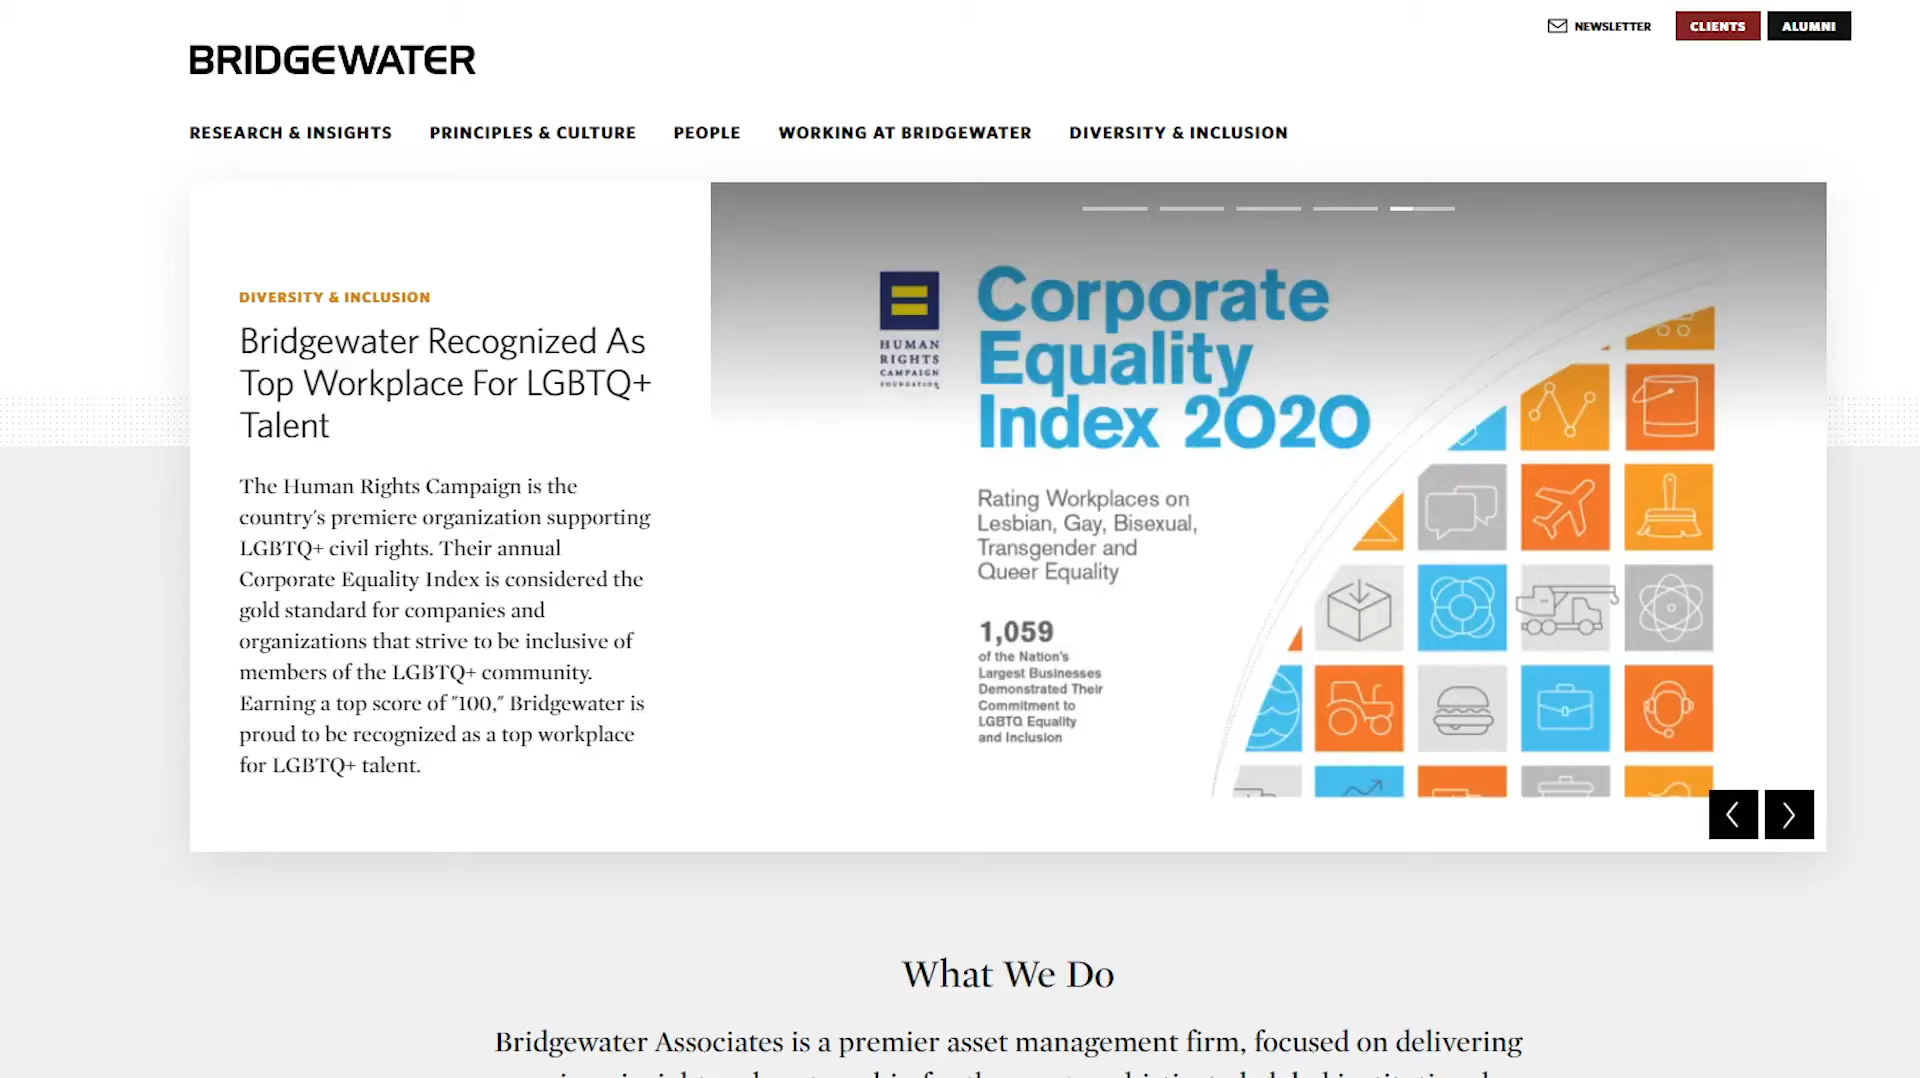 NEWSLETTER
CLIENTS
ALUMNI
BRIDGEWATER
RESEARCH & INSIGHTS
PRINCIPLES & CULTURE
PEOPLE
WORKING AT BRIDGEWATER
DIVERSITY & INCLUSION
DIVERSITY & INCLUSION
Bridgewater Recognized As
Top Workplace For LGBTQ+
Talent
The Human Rights Campaign is the
country's premiere organization supporting
LGBTQ+ civil rights. Their annual
Corporate Equality Index is considered the
gold standard for companies and
organizations that strive to be inclusive of
members of the LGBTQ+ community.
Earning a top score of "100," Bridgewater is
proud to be recognized as a top workplace
for LGBTQ+ talent.
HUMAN
RIGHTS
CAMPAIGN
FOUNDATION
Corporate
Equality
Index 2020
Rating Workplaces on
Lesbian, Gay, Bisexual,
Transgender and
Queer Equality
1,059
of the Nation's
Largest Businesses
Demonstrated Their
Commitment to
LGBTQ Equality
and Inclusion
What We Do
Bridgewater Associates is a premier asset management firm, focused on delivering